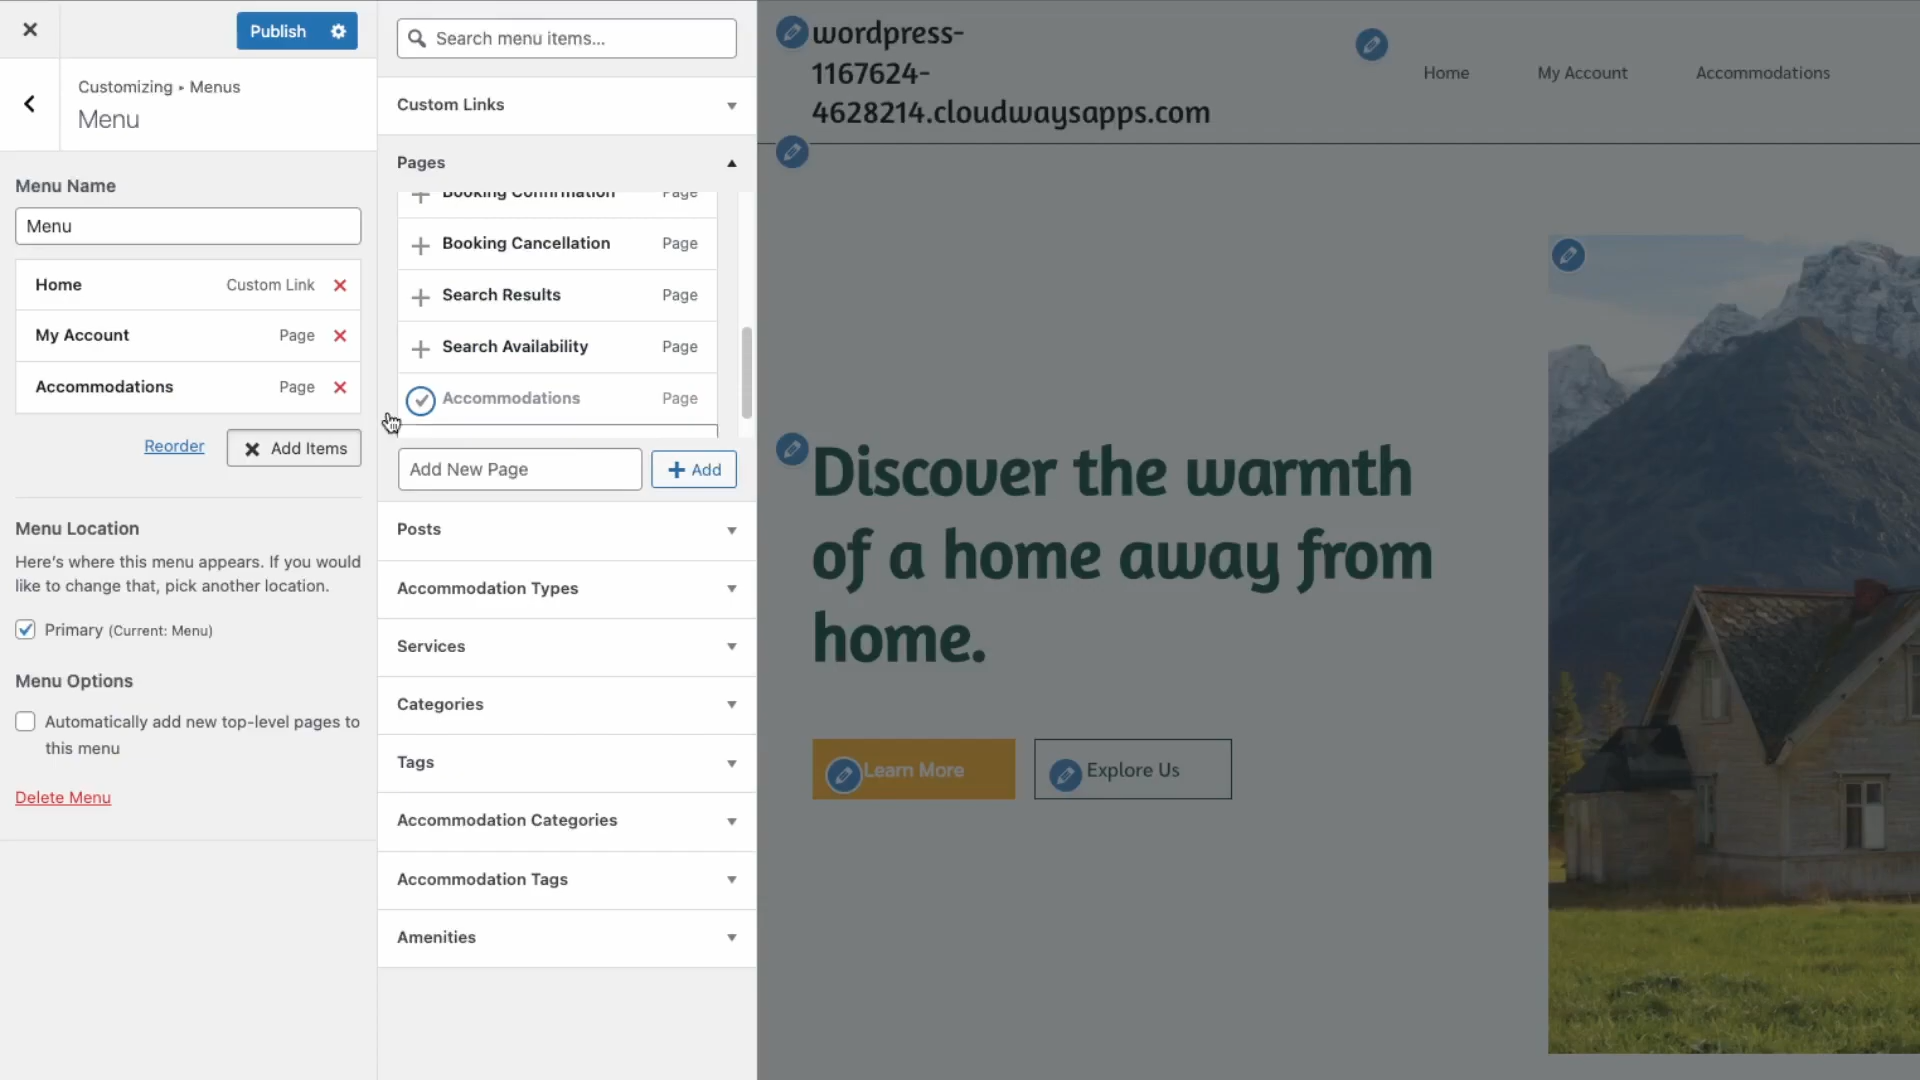 Publish
Customizing ▸ Menus
Menu
Menu Name
Menu
Home Custom Link
My Account Page
Accommodations Page
Reorder
Add Items
Menu Location
Here's where this menu appears. If you would
like to change that, pick another location.
Primary (Current: Menu)
Menu Options
Automatically add new top-level pages to
this menu
Delete Menu
Search menu items...
Custom Links
Pages
Booking Confirmation Page
Booking Cancellation Page
Search Results Page
Search Availability Page
Accommodations Page
Add New Page
Add
Posts
Accommodation Types
Services
Categories
Tags
Accommodation Categories
Accommodation Tags
Amenities
wordpress-
1167624-
4628214.cloudwaysapps.com
Home
My Account
Accommodations
Discover the warmth
of a home away from
home.
Learn More
Explore Us